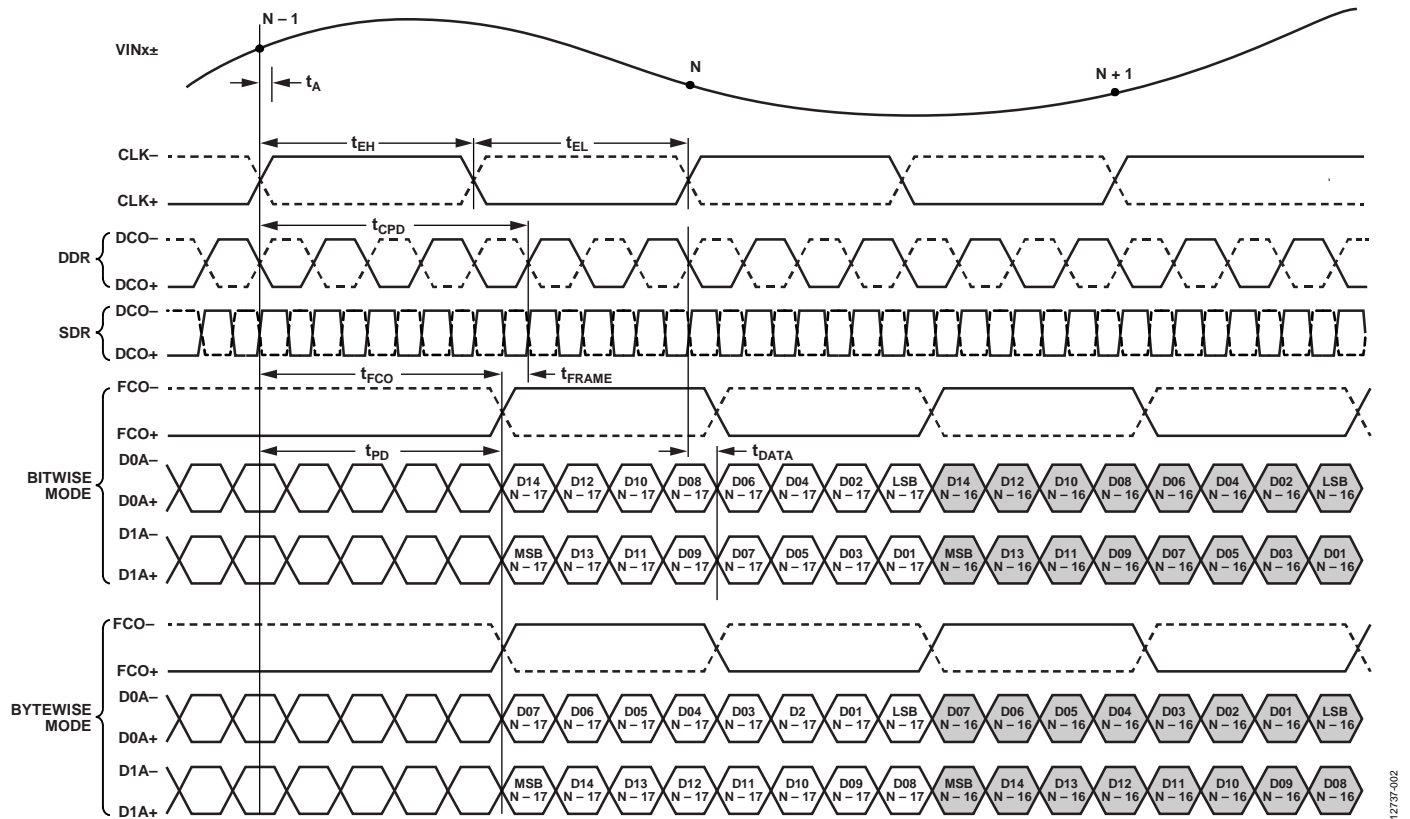 N – 1
VINx±
tA
N
N + 1
tEH
tEL
CLK–
CLK+
tCPD
DDR
DCO–
DCO+
SDR
DCO–
DCO+
tFCO
tFRAME
BITWISE
MODE
FCO–
FCO+
tPD
tDATA
D0A–
D0A+
D14 D12 D10 D08 D06 D04 D02 LSB D14 D12 D10 D08 D06 D04 D02 LSB
N – 17 N – 17 N – 17 N – 17 N – 17 N – 17 N – 17 N – 17 N – 16 N – 16 N – 16 N – 16 N – 16 N – 16 N – 16 N – 16
D1A–
D1A+
MSB D13 D11 D09 D07 D05 D03 D01 MSB D13 D11 D09 D07 D05 D03 D01
N – 17 N – 17 N – 17 N – 17 N – 17 N – 17 N – 17 N – 17 N – 16 N – 16 N – 16 N – 16 N – 16 N – 16 N – 16 N – 16
BYTEWISE
MODE
FCO–
FCO+
D0A–
D0A+
D07 D06 D05 D04 D03 D2 D01 LSB D07 D06 D05 D04 D03 D02 D01 LSB
N – 17 N – 17 N – 17 N – 17 N – 17 N – 17 N – 17 N – 17 N – 16 N – 16 N – 16 N – 16 N – 16 N – 16 N – 16 N – 16
D1A–
D1A+
MSB D14 D13 D12 D11 D10 D09 D08 MSB D14 D13 D12 D11 D10 D09 D08
N – 17 N – 17 N – 17 N – 17 N – 17 N – 17 N – 17 N – 17 N – 16 N – 16 N – 16 N – 16 N – 16 N – 16 N – 16 N – 16
12737-002